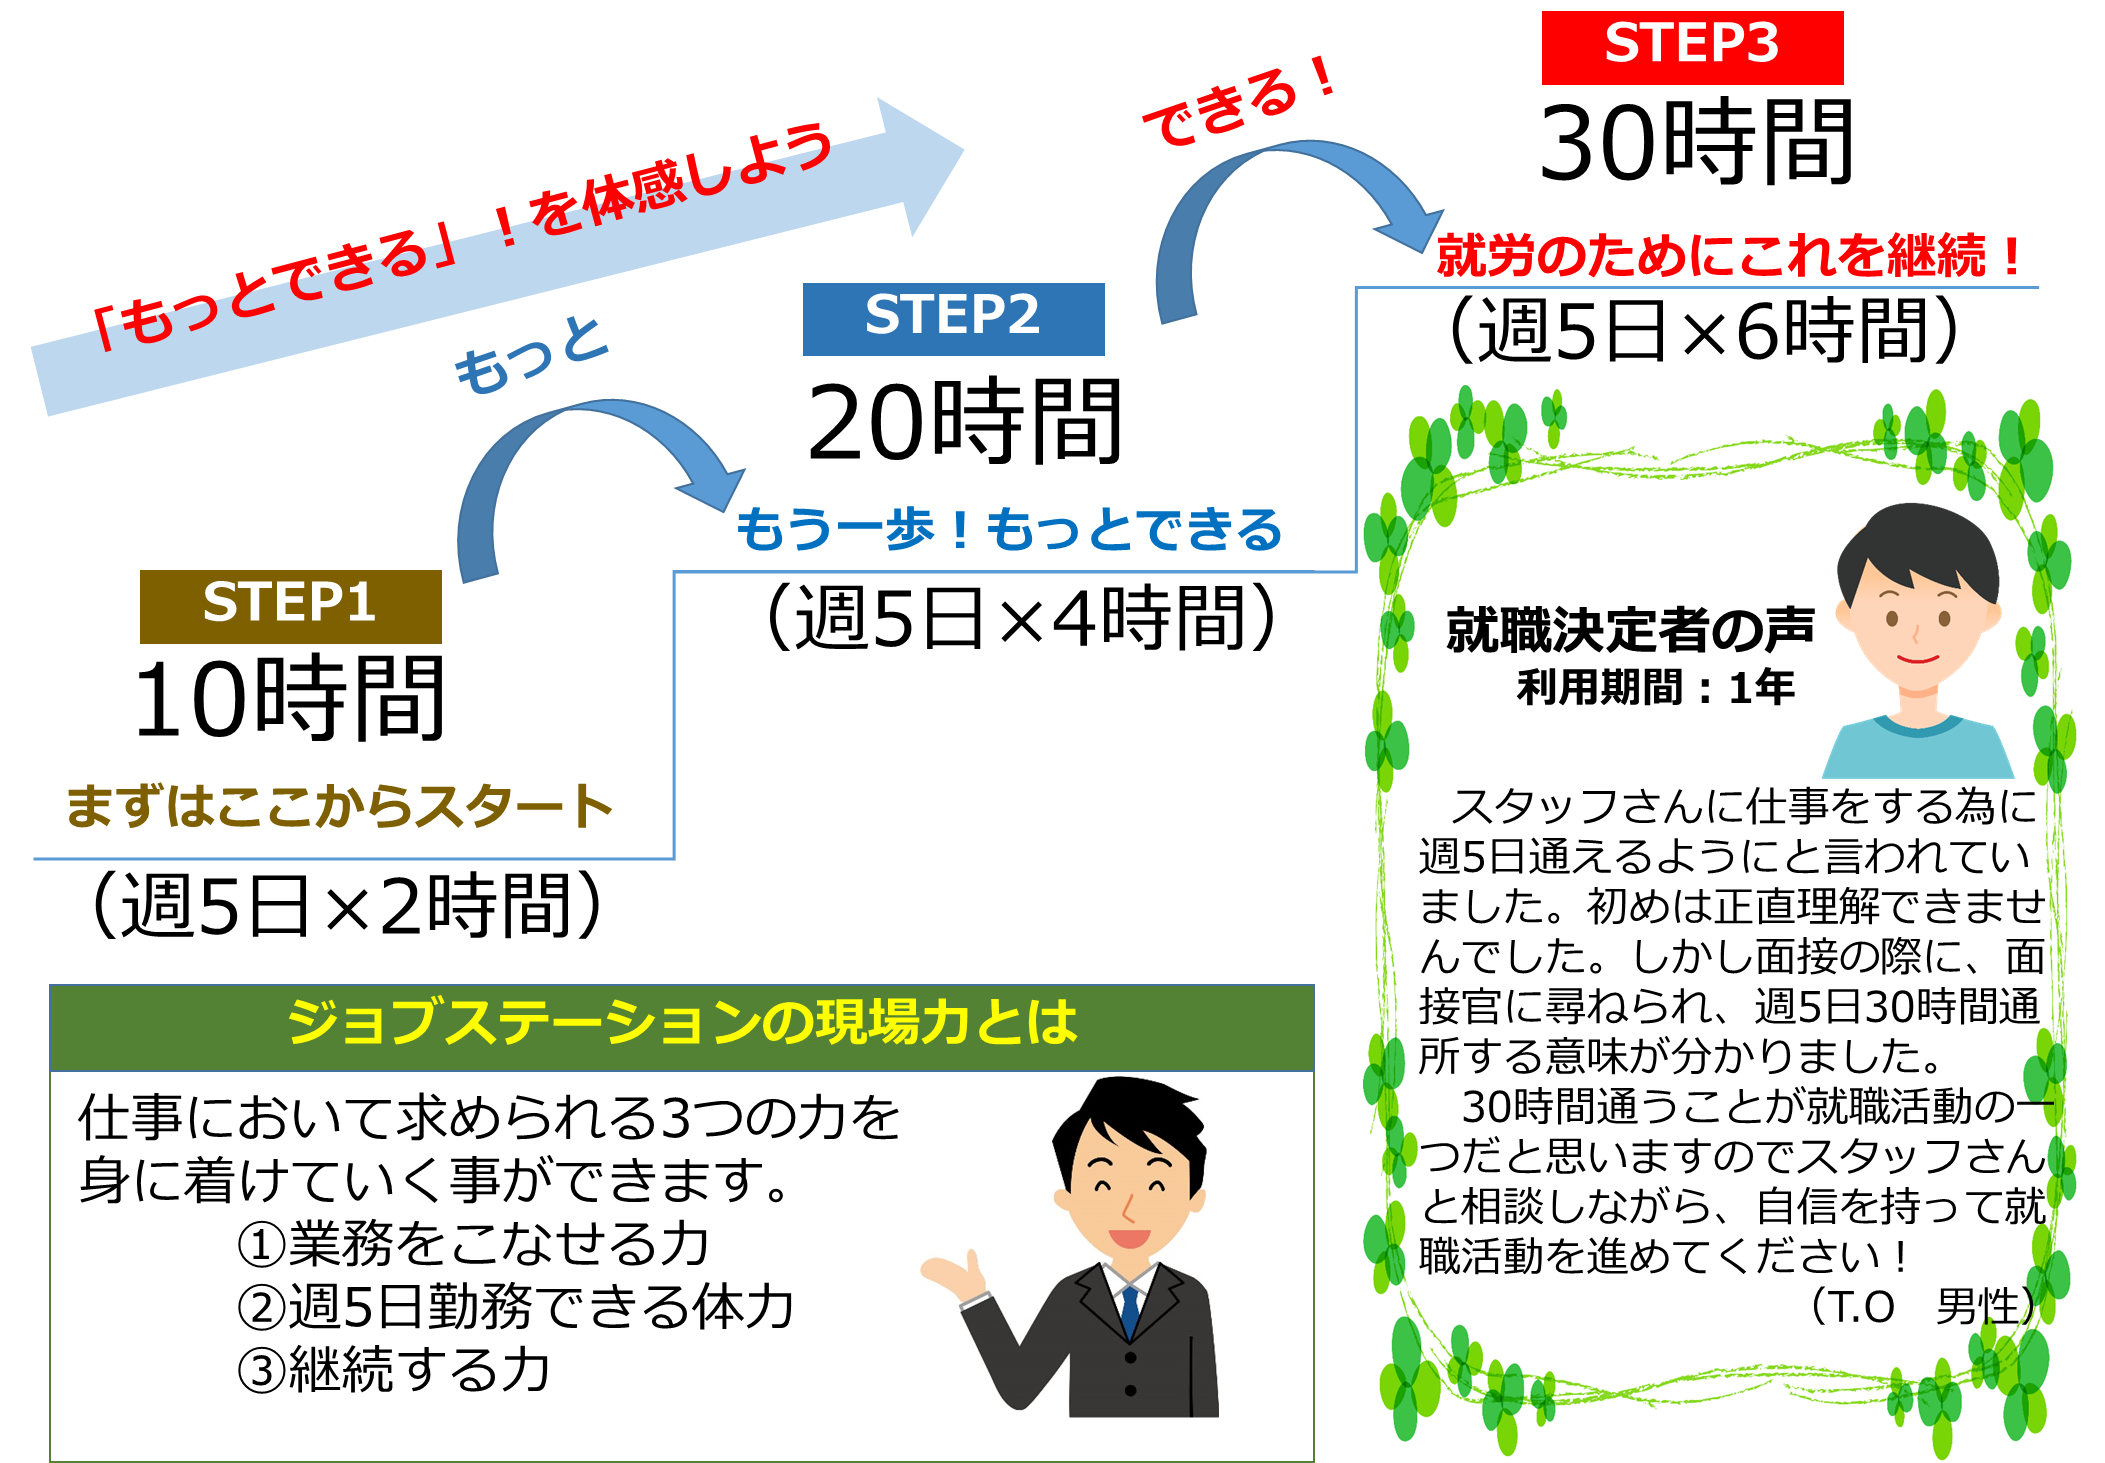 「もっとできる」！を体感しよう
もっと
できる！
STEP1
10時間
まずはここからスタート
（週5日×2時間）
STEP2
20時間
もう一歩！もっとできる
（週5日×4時間）
STEP3
30時間
就労のためにこれを継続！
（週5日×6時間）
ジョブステーションの現場力とは
仕事において求められる3つの力を
身に着けていく事ができます。
①業務をこなせる力
②週5日勤務できる体力
③継続する力
就職決定者の声
利用期間：1年
スタッフさんに仕事をする為に
週5日通えるようにと言われてい
ました。初めは正直理解できませ
んでした。しかし面接の際に、面
接官に尋ねられ、週5日30時間通
所する意味が分かりました。
30時間通うことが就職活動の一
つだと思いますのでスタッフさん
と相談しながら、自信を持って就
職活動を進めてください！
（T.O　男性）